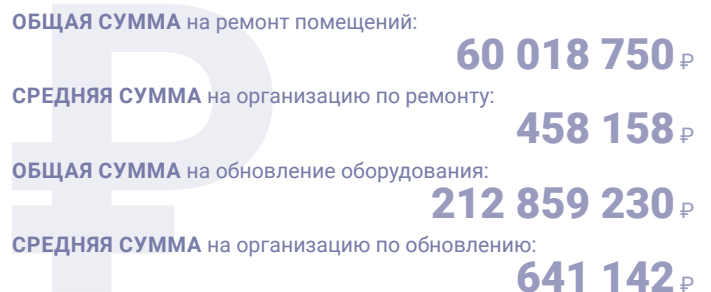 ОБЩАЯ СУММА на ремонт помещений:
60 018 750 ₽
СРЕДНЯЯ СУММА на организацию по ремонту:
458 158 ₽
ОБЩАЯ СУММА на обновление оборудования:
212 859 230 ₽
СРЕДНЯЯ СУММА на организацию по обновлению:
641 142 ₽